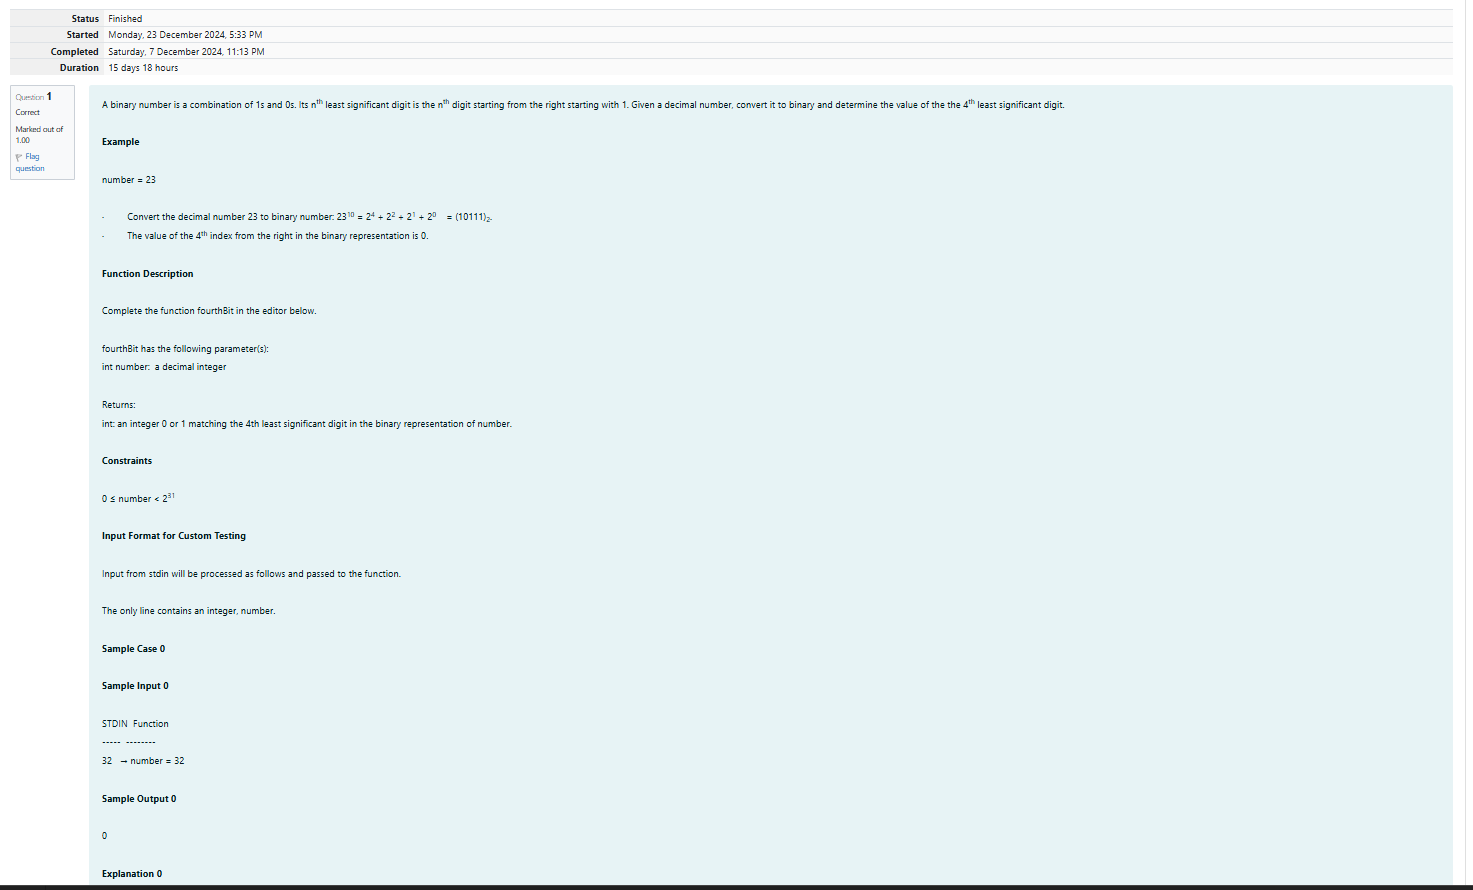 Status Finished
Started Monday, 23 December 2024, 5:33 PM
Completed Saturday, 7 December 2024, 11:13 PM
Duration 15 days 18 hours
Question 1
Correct
Marked out of
1.00
Flag
question
A binary number is a combination of 1s and 0s. Its nth least significant digit is the nth digit starting from the right starting with 1. Given a decimal number, convert it to binary and determine the value of the the 4th least significant digit.
Example
number = 23
· Convert the decimal number 23 to binary number: 23¹⁰ = 2⁴ + 2² + 2¹ + 2⁰ = (10111)₂.
· The value of the 4th index from the right in the binary representation is 0.
Function Description
Complete the function fourthBit in the editor below.
fourthBit has the following parameter(s):
int number: a decimal integer
Returns:
int: an integer 0 or 1 matching the 4th least significant digit in the binary representation of number.
Constraints
0 ≤ number < 2³¹
Input Format for Custom Testing
Input from stdin will be processed as follows and passed to the function.
The only line contains an integer, number.
Sample Case 0
Sample Input 0
STDIN Function
----- --------
32 → number = 32
Sample Output 0
0
Explanation 0